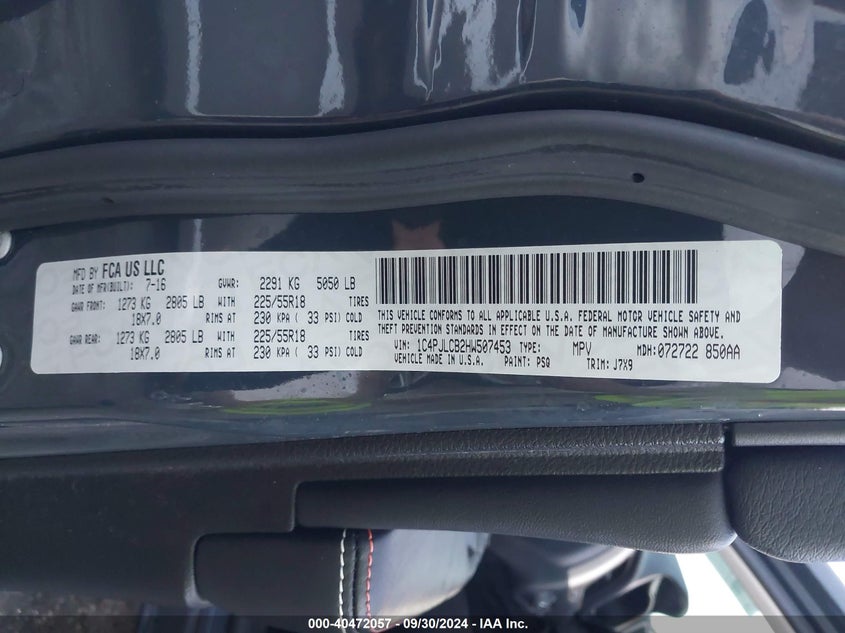 MFD BY FCA US LLC
DATE OF MFR(BUILT): 7-16 GVWR: 2291 KG 5050 LB
GAWR FRONT: 1273 KG 2805 LB WITH 225/55R18 TIRES
18X7.0 RIMS AT 230 KPA ( 33 PSI) COLD
GAWR REAR: 1273 KG 2805 LB WITH 225/55R18 TIRES
18X7.0 RIMS AT 230 KPA ( 33 PSI) COLD
THIS VEHICLE CONFORMS TO ALL APPLICABLE U.S.A. FEDERAL MOTOR VEHICLE SAFETY AND
THEFT PREVENTION STANDARDS IN EFFECT ON THE DATE OF MANUFACTURE SHOWN ABOVE.
VIN: 1C4PJLCB2HW507453 TYPE: MPV MDH: 072722 850AA
VEHICLE MADE IN U.S.A. PAINT: PSQ TRIM: J7X9
000-40472057 - 09/30/2024 - IAA Inc.